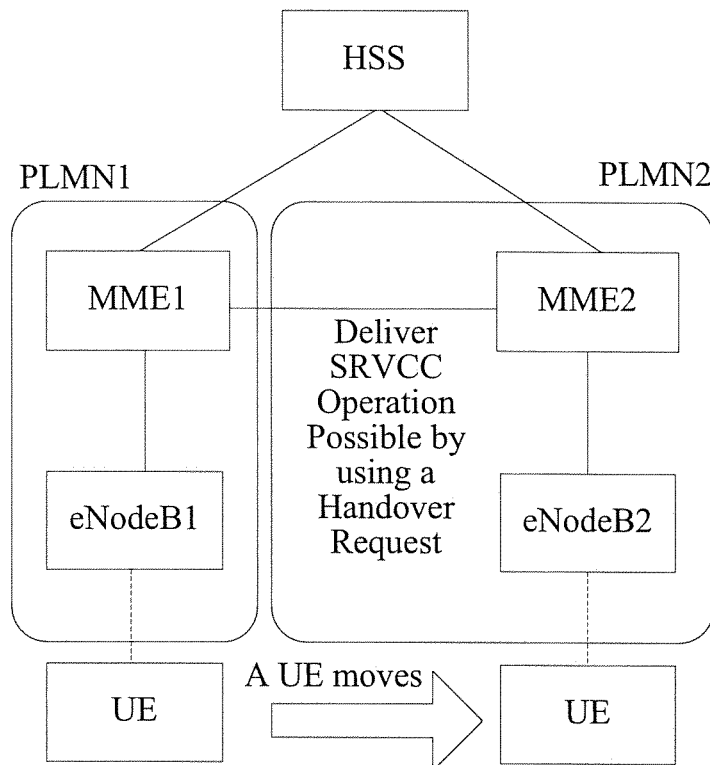 HSS
PLMN1
PLMN2
MME1
MME2
Deliver
SRVCC
Operation
Possible by
using a
Handover
Request
eNodeB1
eNodeB2
A UE moves
UE
UE